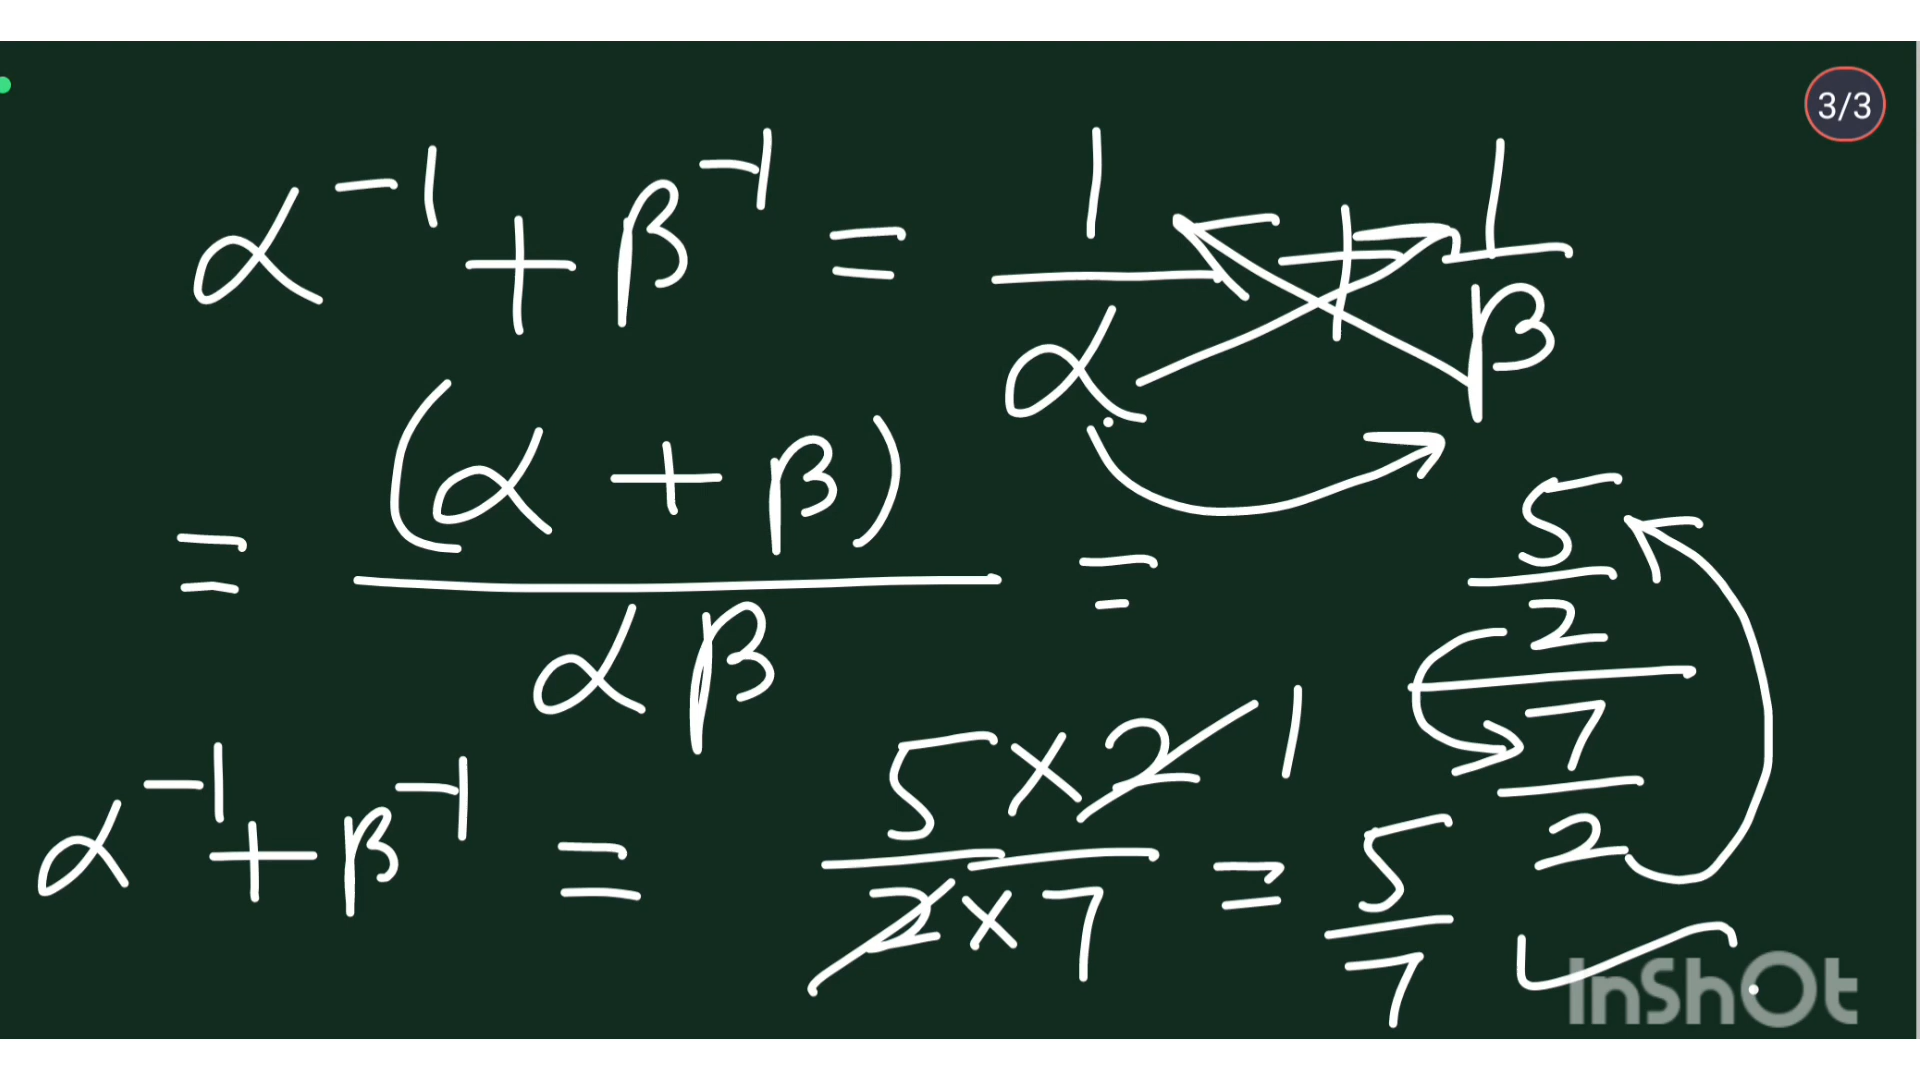 3/3
α⁻¹ + β⁻¹ = 1/α + 1/β
= (α + β)/αβ = 5/2 / 7/2
α⁻¹ + β⁻¹ = 5 × 2 1 / 2 × 7 = 5/7
InShOt